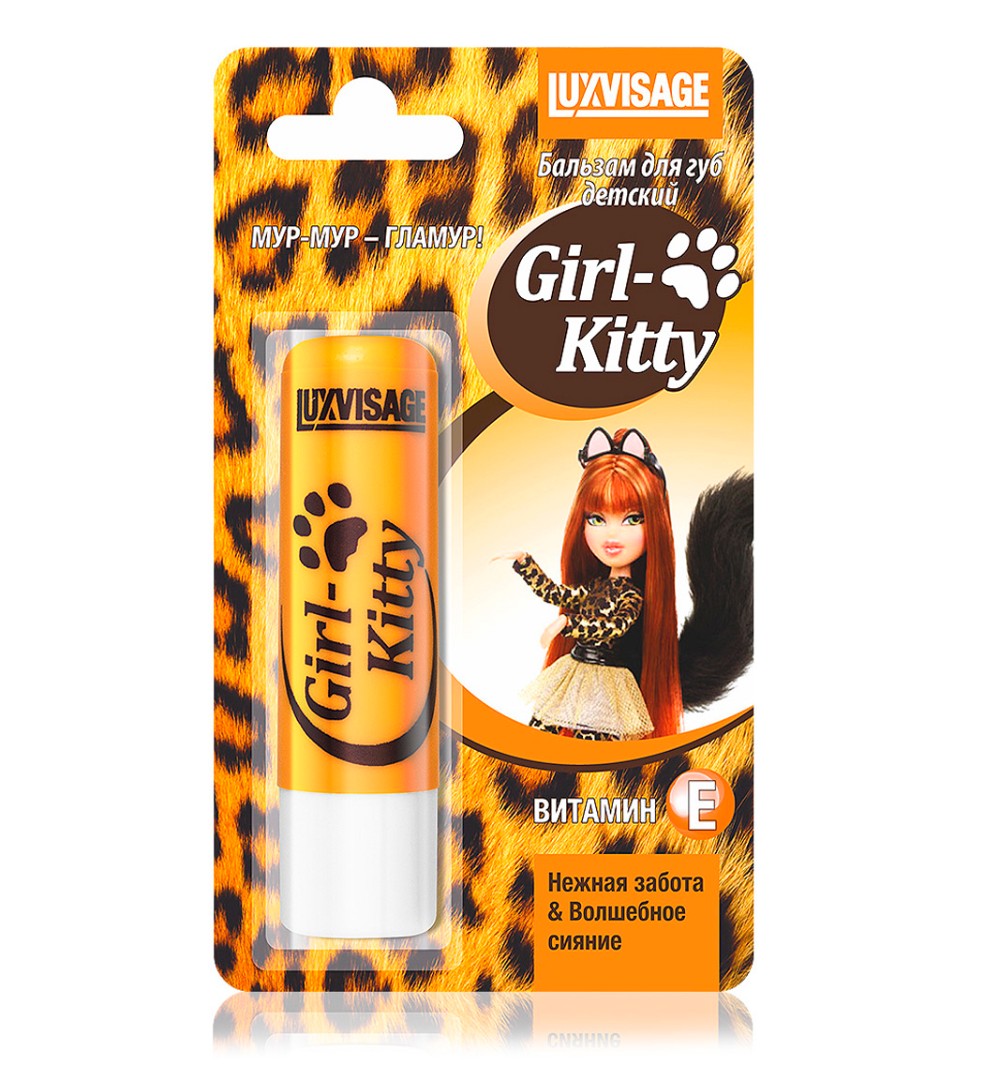 LUXVISAGE
Бальзам для губ
детский
МУР-МУР – ГЛАМУР!
Girl-
Kitty
LUXVISAGE
Girl-
Kitty
ВИТАМИН E
Нежная забота
& Волшебное
сияние